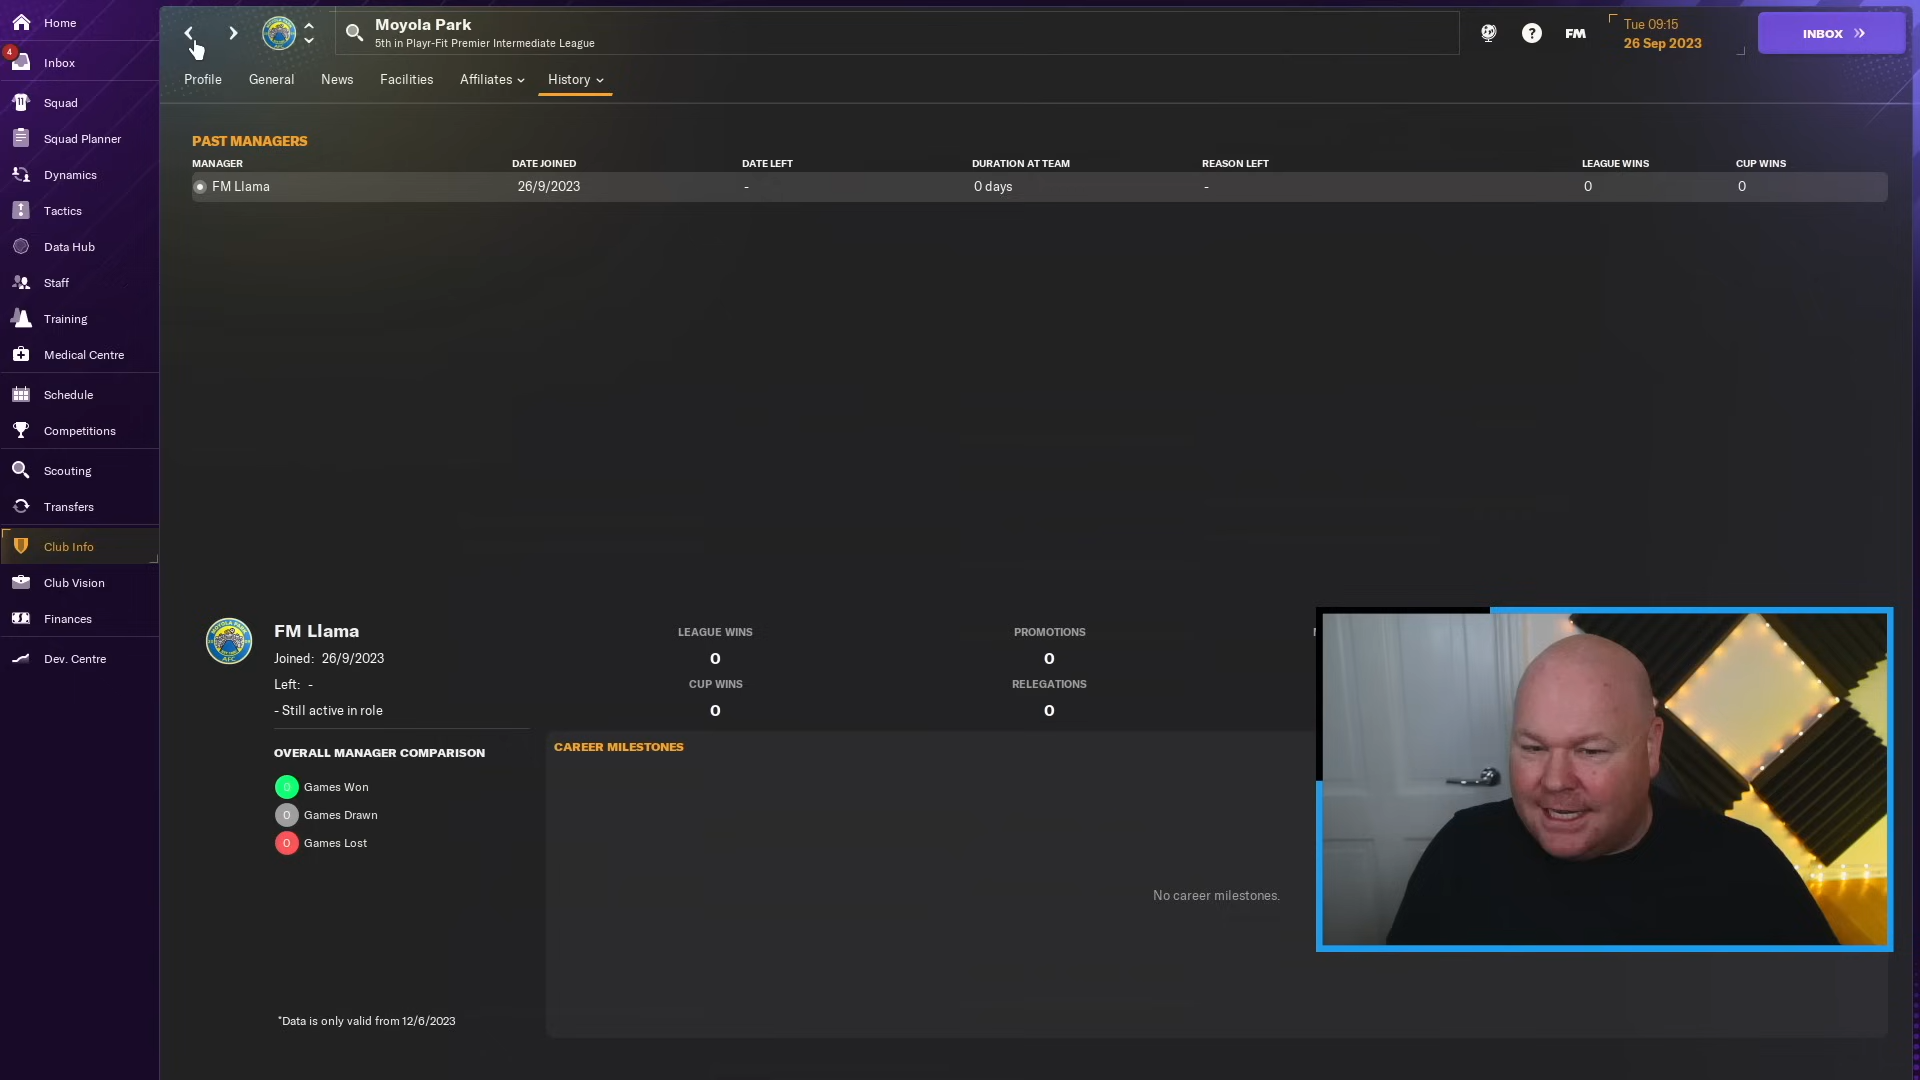 Home
4
Inbox
Squad
Squad Planner
Dynamics
Tactics
Data Hub
Staff
Training
Medical Centre
Schedule
Competitions
Scouting
Transfers
Club Info
Club Vision
Finances
Dev. Centre
Moyola Park
5th in Playr-Fit Premier Intermediate League
FM
Tue 09:15
26 Sep 2023
INBOX
Profile General News Facilities Affiliates History
PAST MANAGERS
MANAGER DATE JOINED DATE LEFT DURATION AT TEAM REASON LEFT LEAGUE WINS CUP WINS
FM Llama 26/9/2023 - 0 days - 0 0
FM Llama
Joined: 26/9/2023
Left: -
- Still active in role
LEAGUE WINS
0
CUP WINS
0
PROMOTIONS
0
RELEGATIONS
0
OVERALL MANAGER COMPARISON
0 Games Won
0 Games Drawn
0 Games Lost
*Data is only valid from 12/6/2023
CAREER MILESTONES
No career milestones.